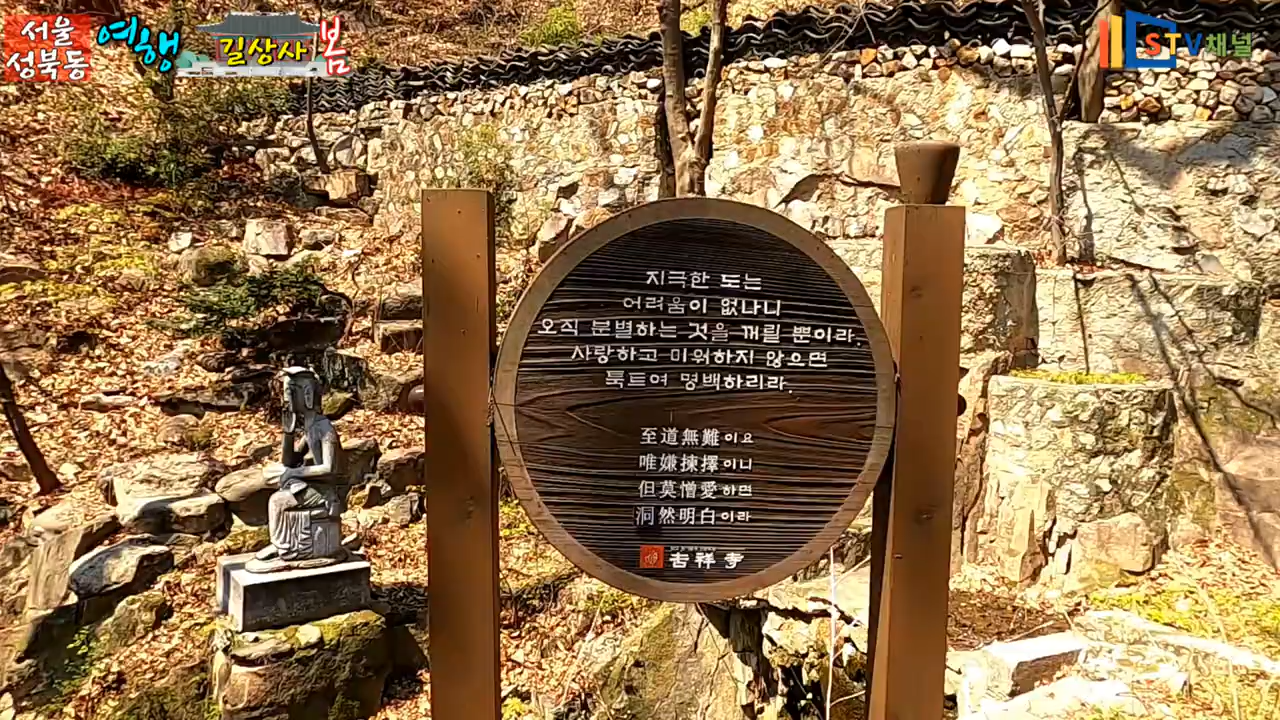 서울
성북동
여행
길상사
봄
STV채널
지극한 도는
어려움이 없나니
오직 분별하는 것을 꺼릴 뿐이라.
사랑하고 미워하지 않으면
툭트여 명백하리라.
至道無難이요
唯嫌揀擇이니
但莫憎愛하면
洞然明白이라
吉祥寺